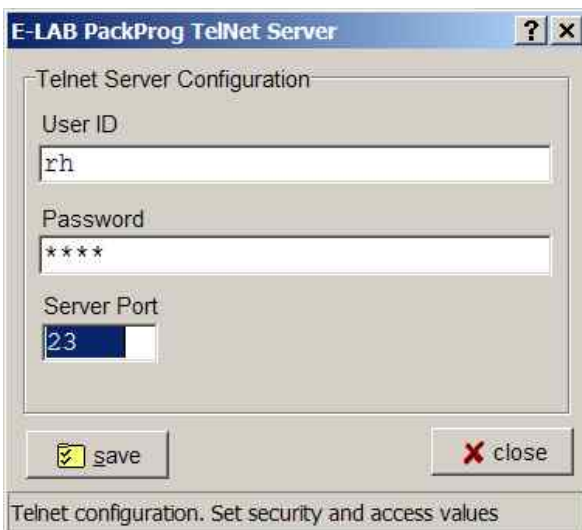 E-LAB PackProg TelNet Server ? ×
Telnet Server Configuration
User ID
rh
Password
****
Server Port
23
save
close
Telnet configuration. Set security and access values